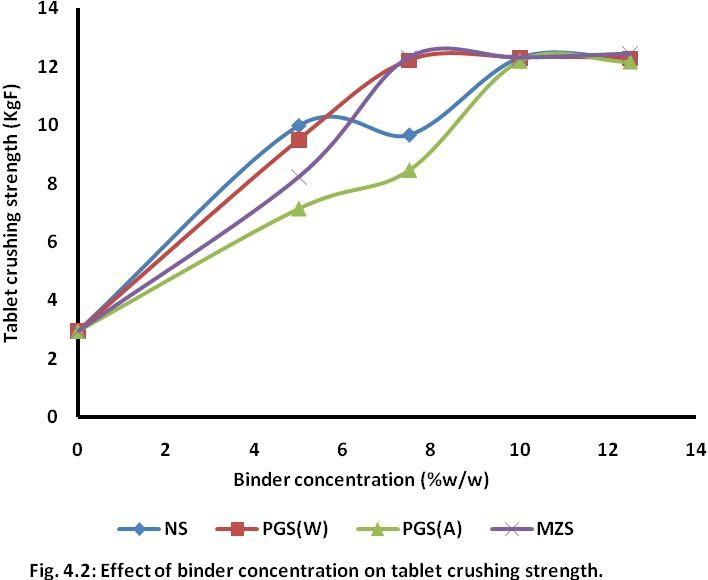 14
12
10
8
6
4
2
0
Tablet crushing strength (KgF)
0 2 4 6 8 10 12 14
Binder concentration (%w/w)
NS PGS(W) PGS(A) MZS
Fig. 4.2: Effect of binder concentration on tablet crushing strength.